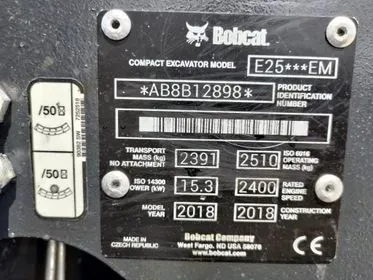 Bobcat.
COMPACT EXCAVATOR MODEL E25***EM
*AB8B12898* PRODUCT IDENTIFICATION NUMBER
TRANSPORT MASS (kg) NO ATTACHMENT 2391 2510 ISO 6016 OPERATING MASS (kg)
ISO 14300 POWER (kW) 15.3 2400 RATED ENGINE SPEED
MODEL YEAR 2018 2018 CONSTRUCTION YEAR
MADE IN CZECH REPUBLIC
Bobcat Company
West Fargo, ND USA 58078
/50
/50
7252518